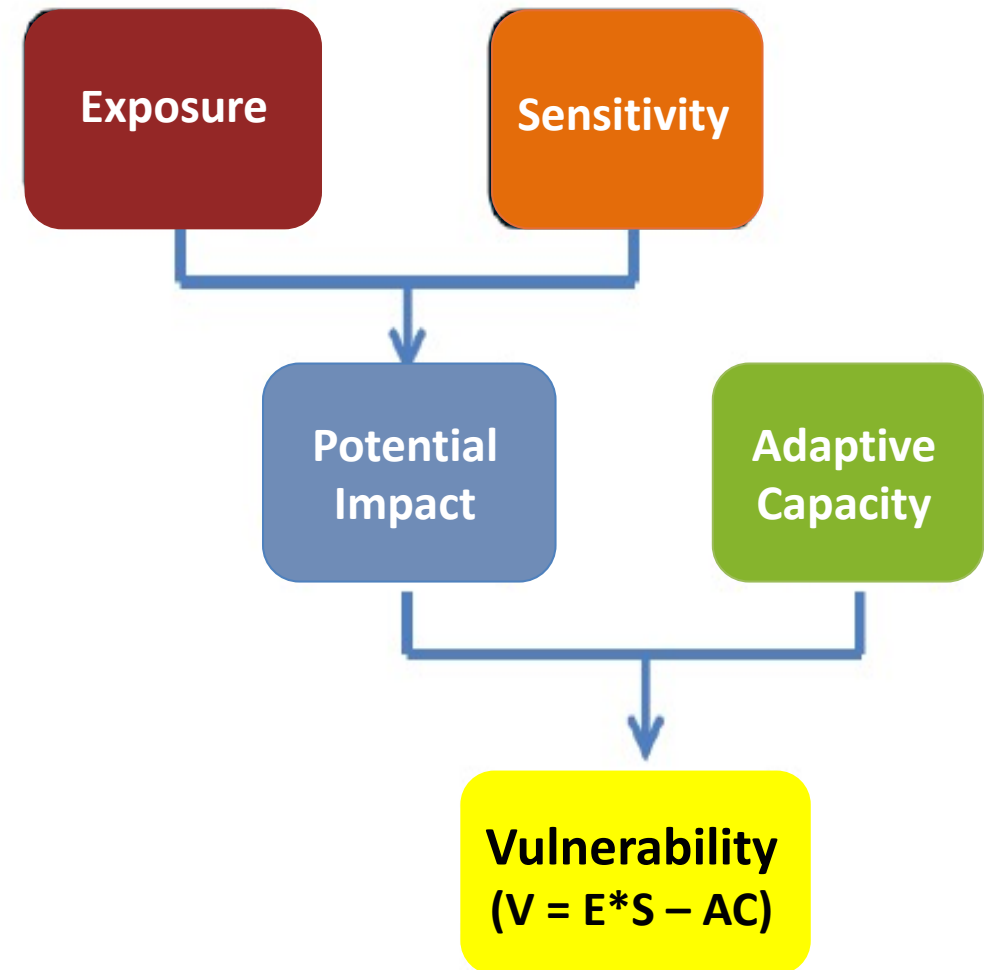 Exposure
Sensitivity
Potential
Impact
Adaptive
Capacity
Vulnerability
(V = E*S – AC)